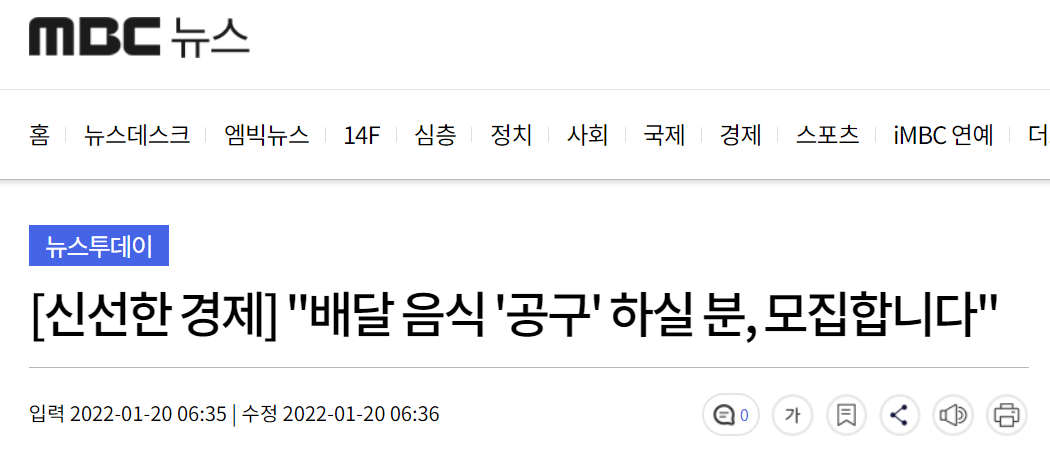 MBC 뉴스
홈 뉴스데스크 엠빅뉴스 14F 심층 정치 사회 국제 경제 스포츠 iMBC 연예 더
뉴스투데이
[신선한 경제] "배달 음식 '공구' 하실 분, 모집합니다"
입력 2022-01-20 06:35 | 수정 2022-01-20 06:36 0 가